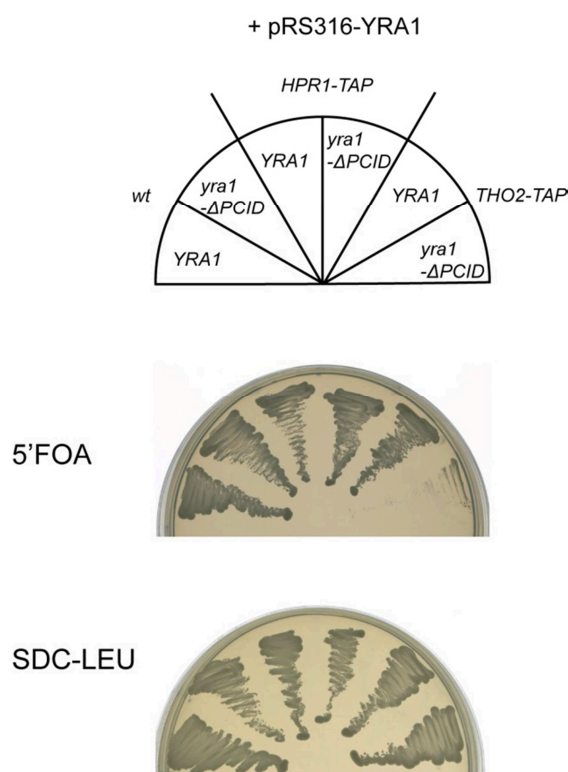 + pRS316-YRA1
HPR1-TAP
YRA1
yra1
-ΔPCID
wt
yra1
-ΔPCID
YRA1
THO2-TAP
YRA1
yra1
-ΔPCID
5'FOA
SDC-LEU